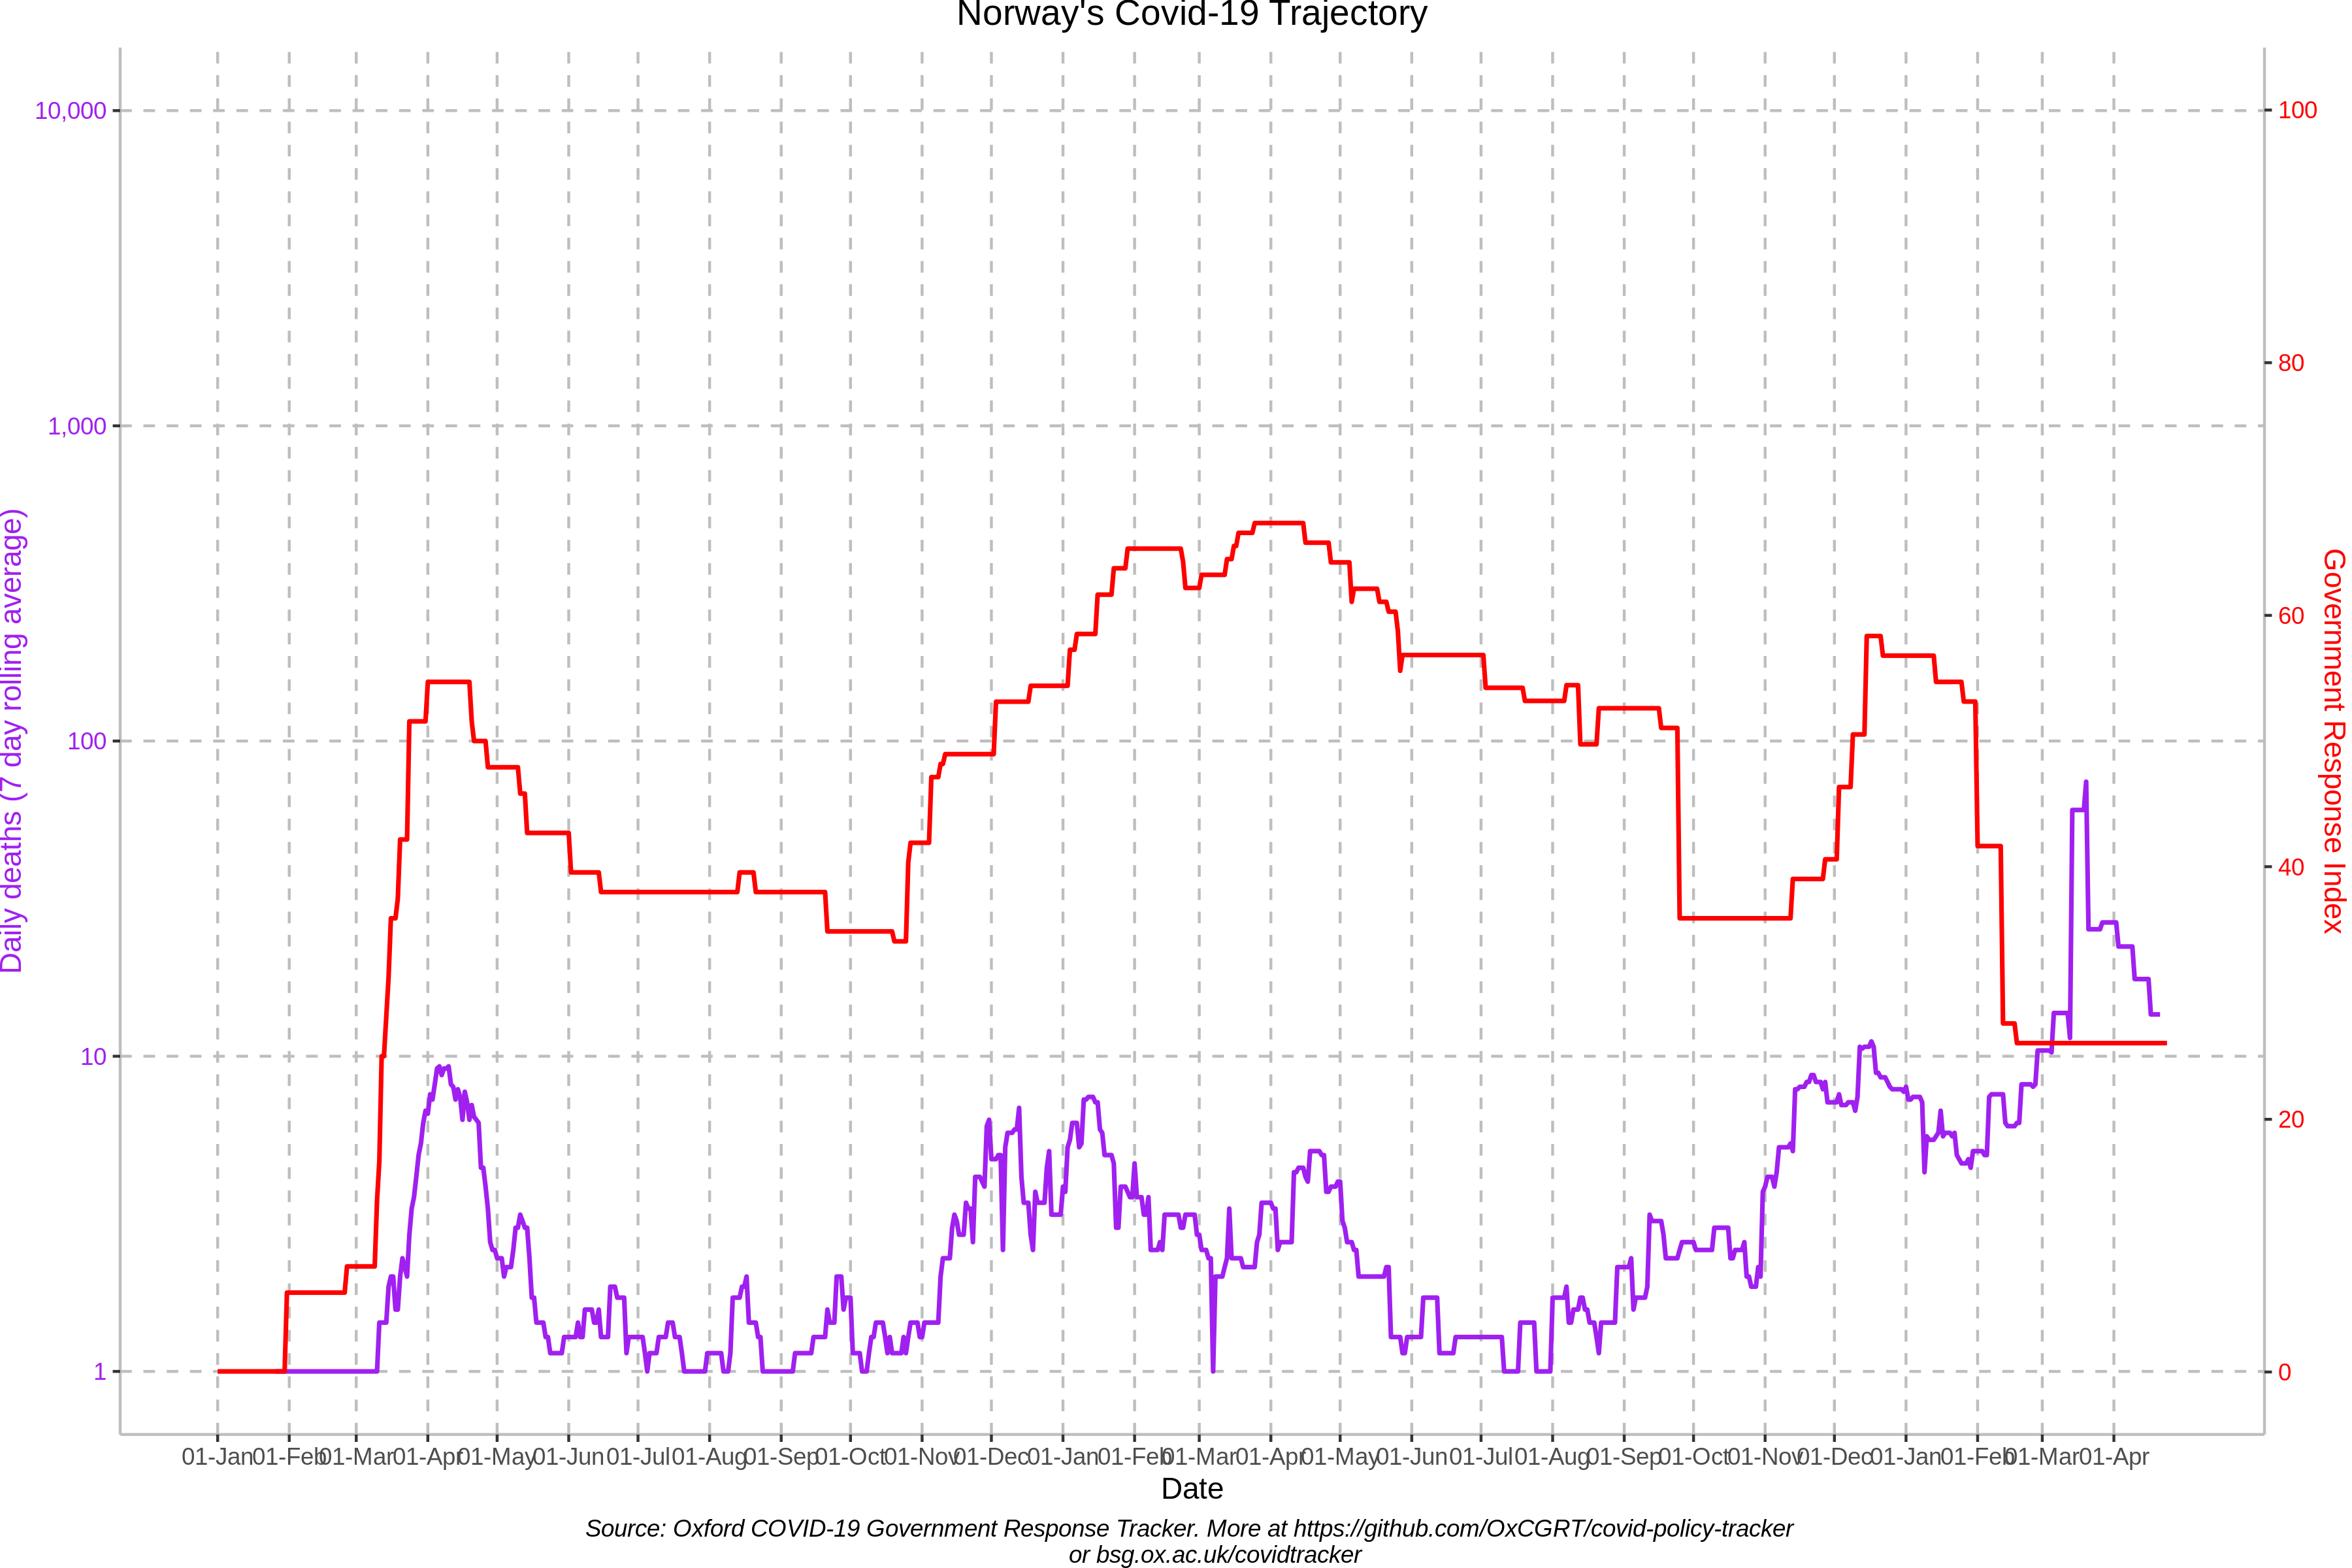 Norway's Covid-19 Trajectory
10,000
1,000
100
10
1
Daily deaths (7 day rolling average)
100
80
60
40
20
0
Government Response Index
01-Jan 01-Feb 01-Mar 01-Apr 01-May 01-Jun 01-Jul 01-Aug 01-Sep 01-Oct 01-Nov 01-Dec 01-Jan 01-Feb 01-Mar 01-Apr 01-May 01-Jun 01-Jul 01-Aug 01-Sep 01-Oct 01-Nov 01-Dec 01-Jan 01-Feb 01-Mar 01-Apr
Date
Source: Oxford COVID-19 Government Response Tracker. More at https://github.com/OxCGRT/covid-policy-tracker
or bsg.ox.ac.uk/covidtracker